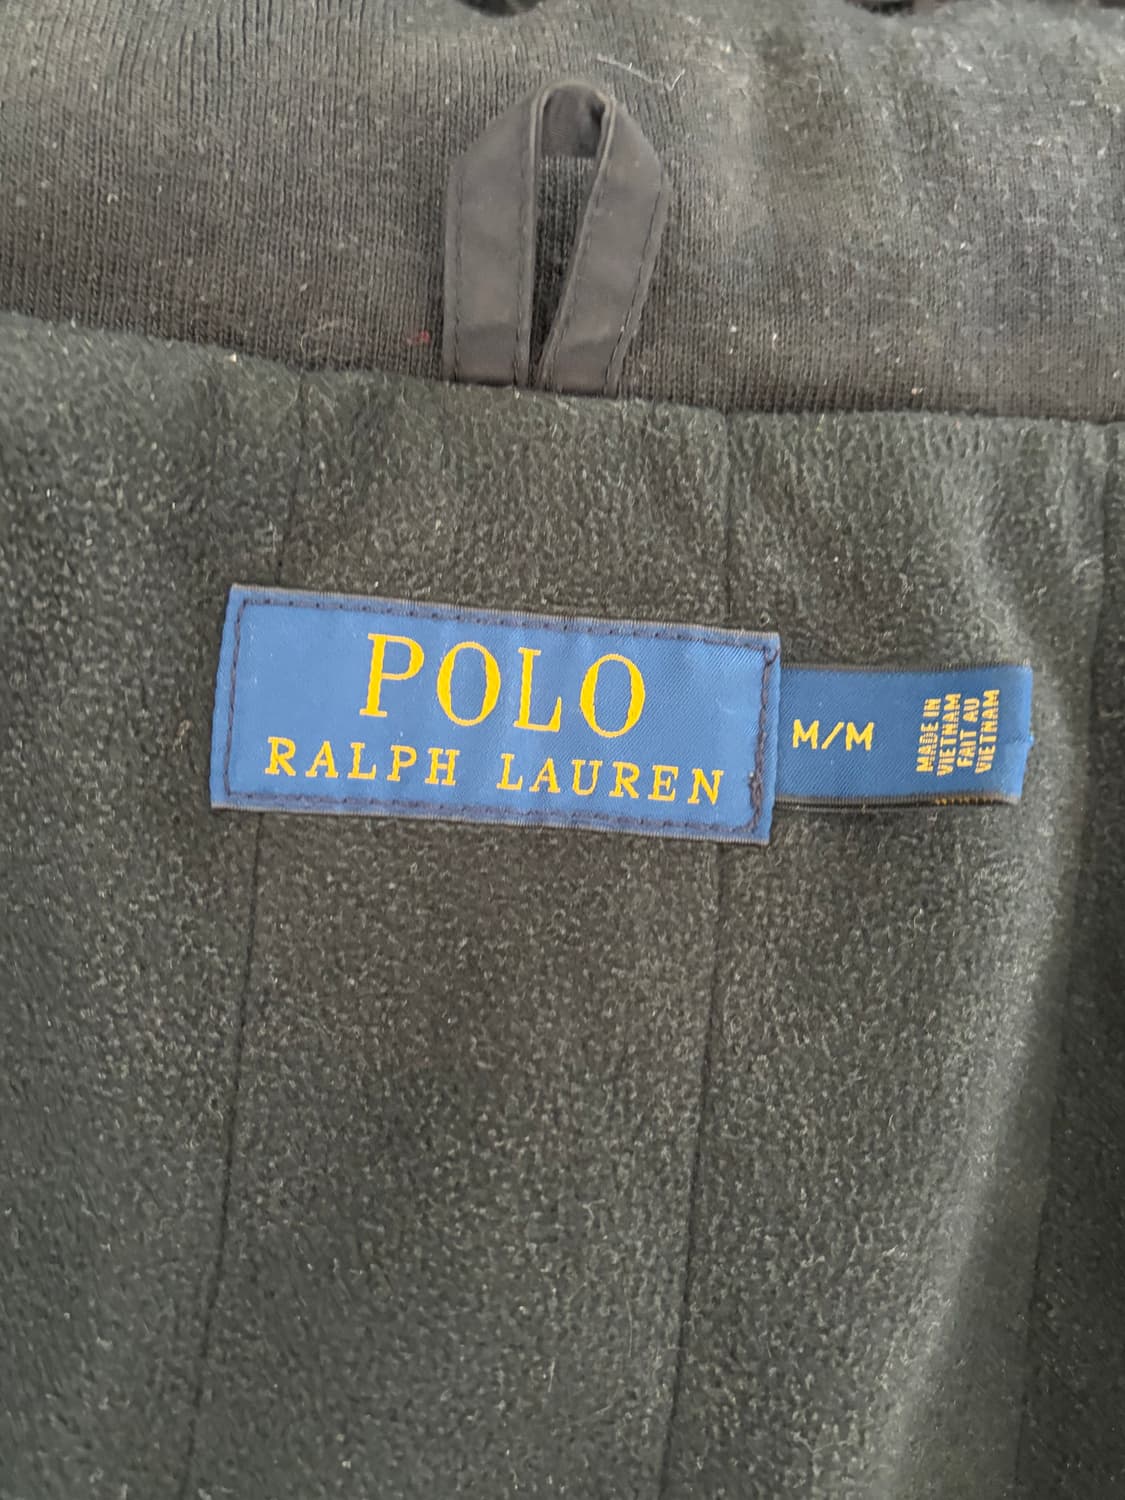 POLO
RALPH LAUREN
M/M
MADE IN
VIETNAM
FAIT AU
VIETNAM